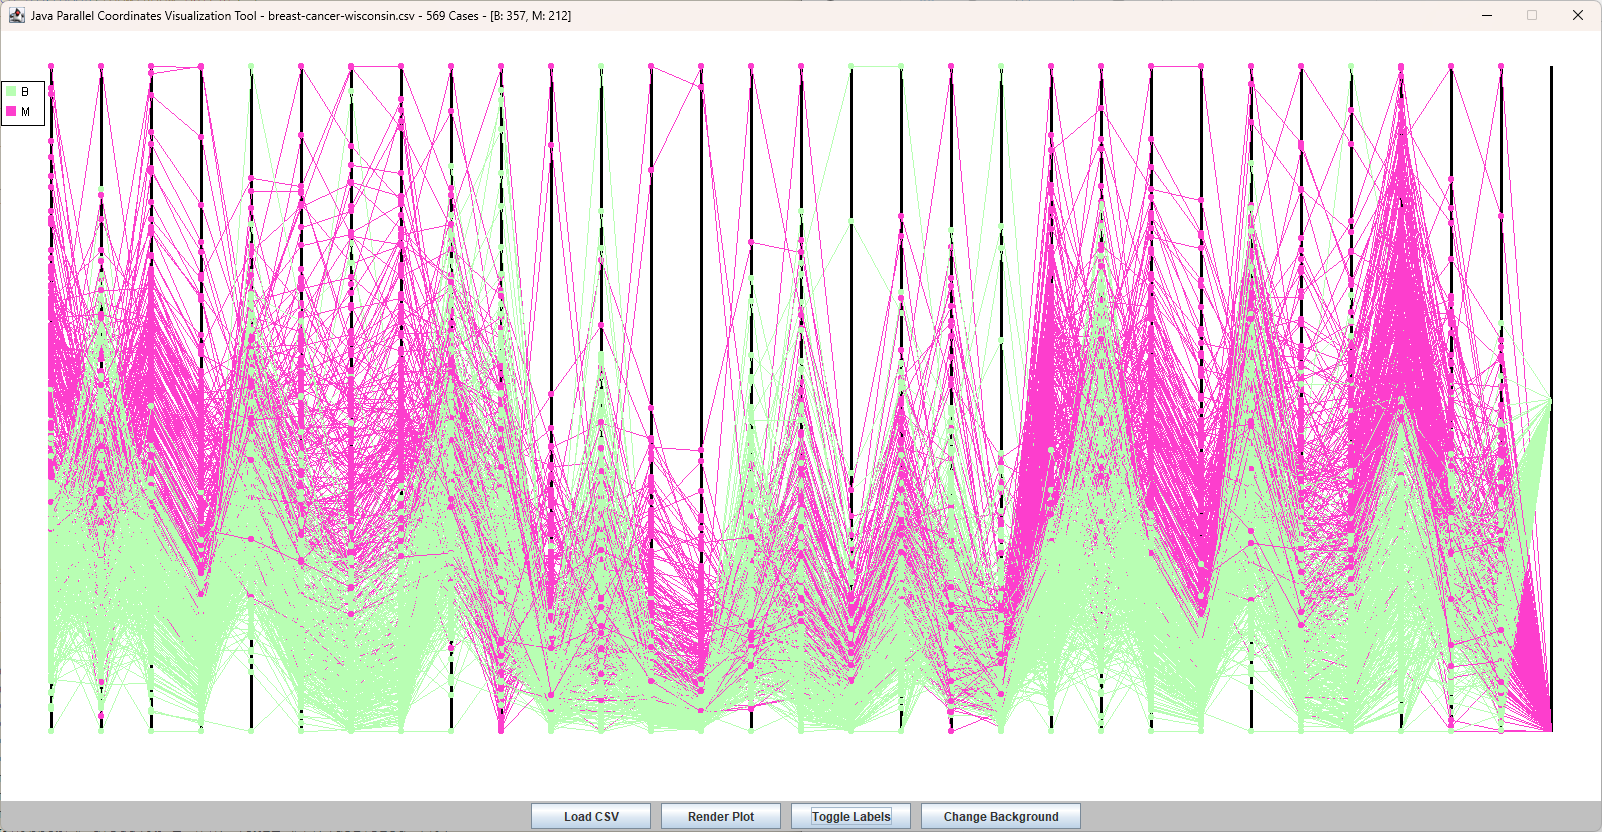 Java Parallel Coordinates Visualization Tool - breast-cancer-wisconsin.csv - 569 Cases - [B: 357, M: 212]
B
M
Load CSV
Render Plot
Toggle Labels
Change Background